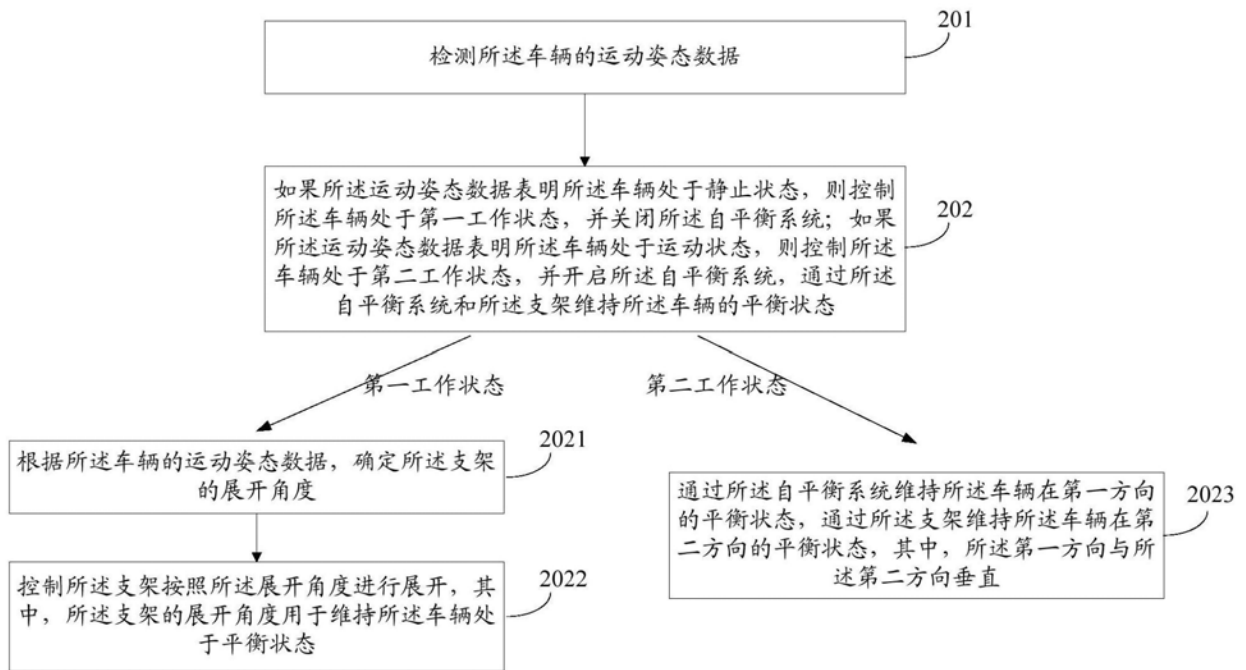 201
检测所述车辆的运动姿态数据
如果所述运动姿态数据表明所述车辆处于静止状态，则控制
所述车辆处于第一工作状态，并关闭所述自平衡系统；如果
所述运动姿态数据表明所述车辆处于运动状态，则控制所述
车辆处于第二工作状态，并开启所述自平衡系统，通过所述
自平衡系统和所述支架维持所述车辆的平衡状态
202
第一工作状态
第二工作状态
2021
根据所述车辆的运动姿态数据，确定所述支架
的展开角度
控制所述支架按照所述展开角度进行展开，其
中，所述支架的展开角度用于维持所述车辆处
于平衡状态
2022
通过所述自平衡系统维持所述车辆在第一方向
的平衡状态，通过所述支架维持所述车辆在第
二方向的平衡状态，其中，所述第一方向与所
述第二方向垂直
2023